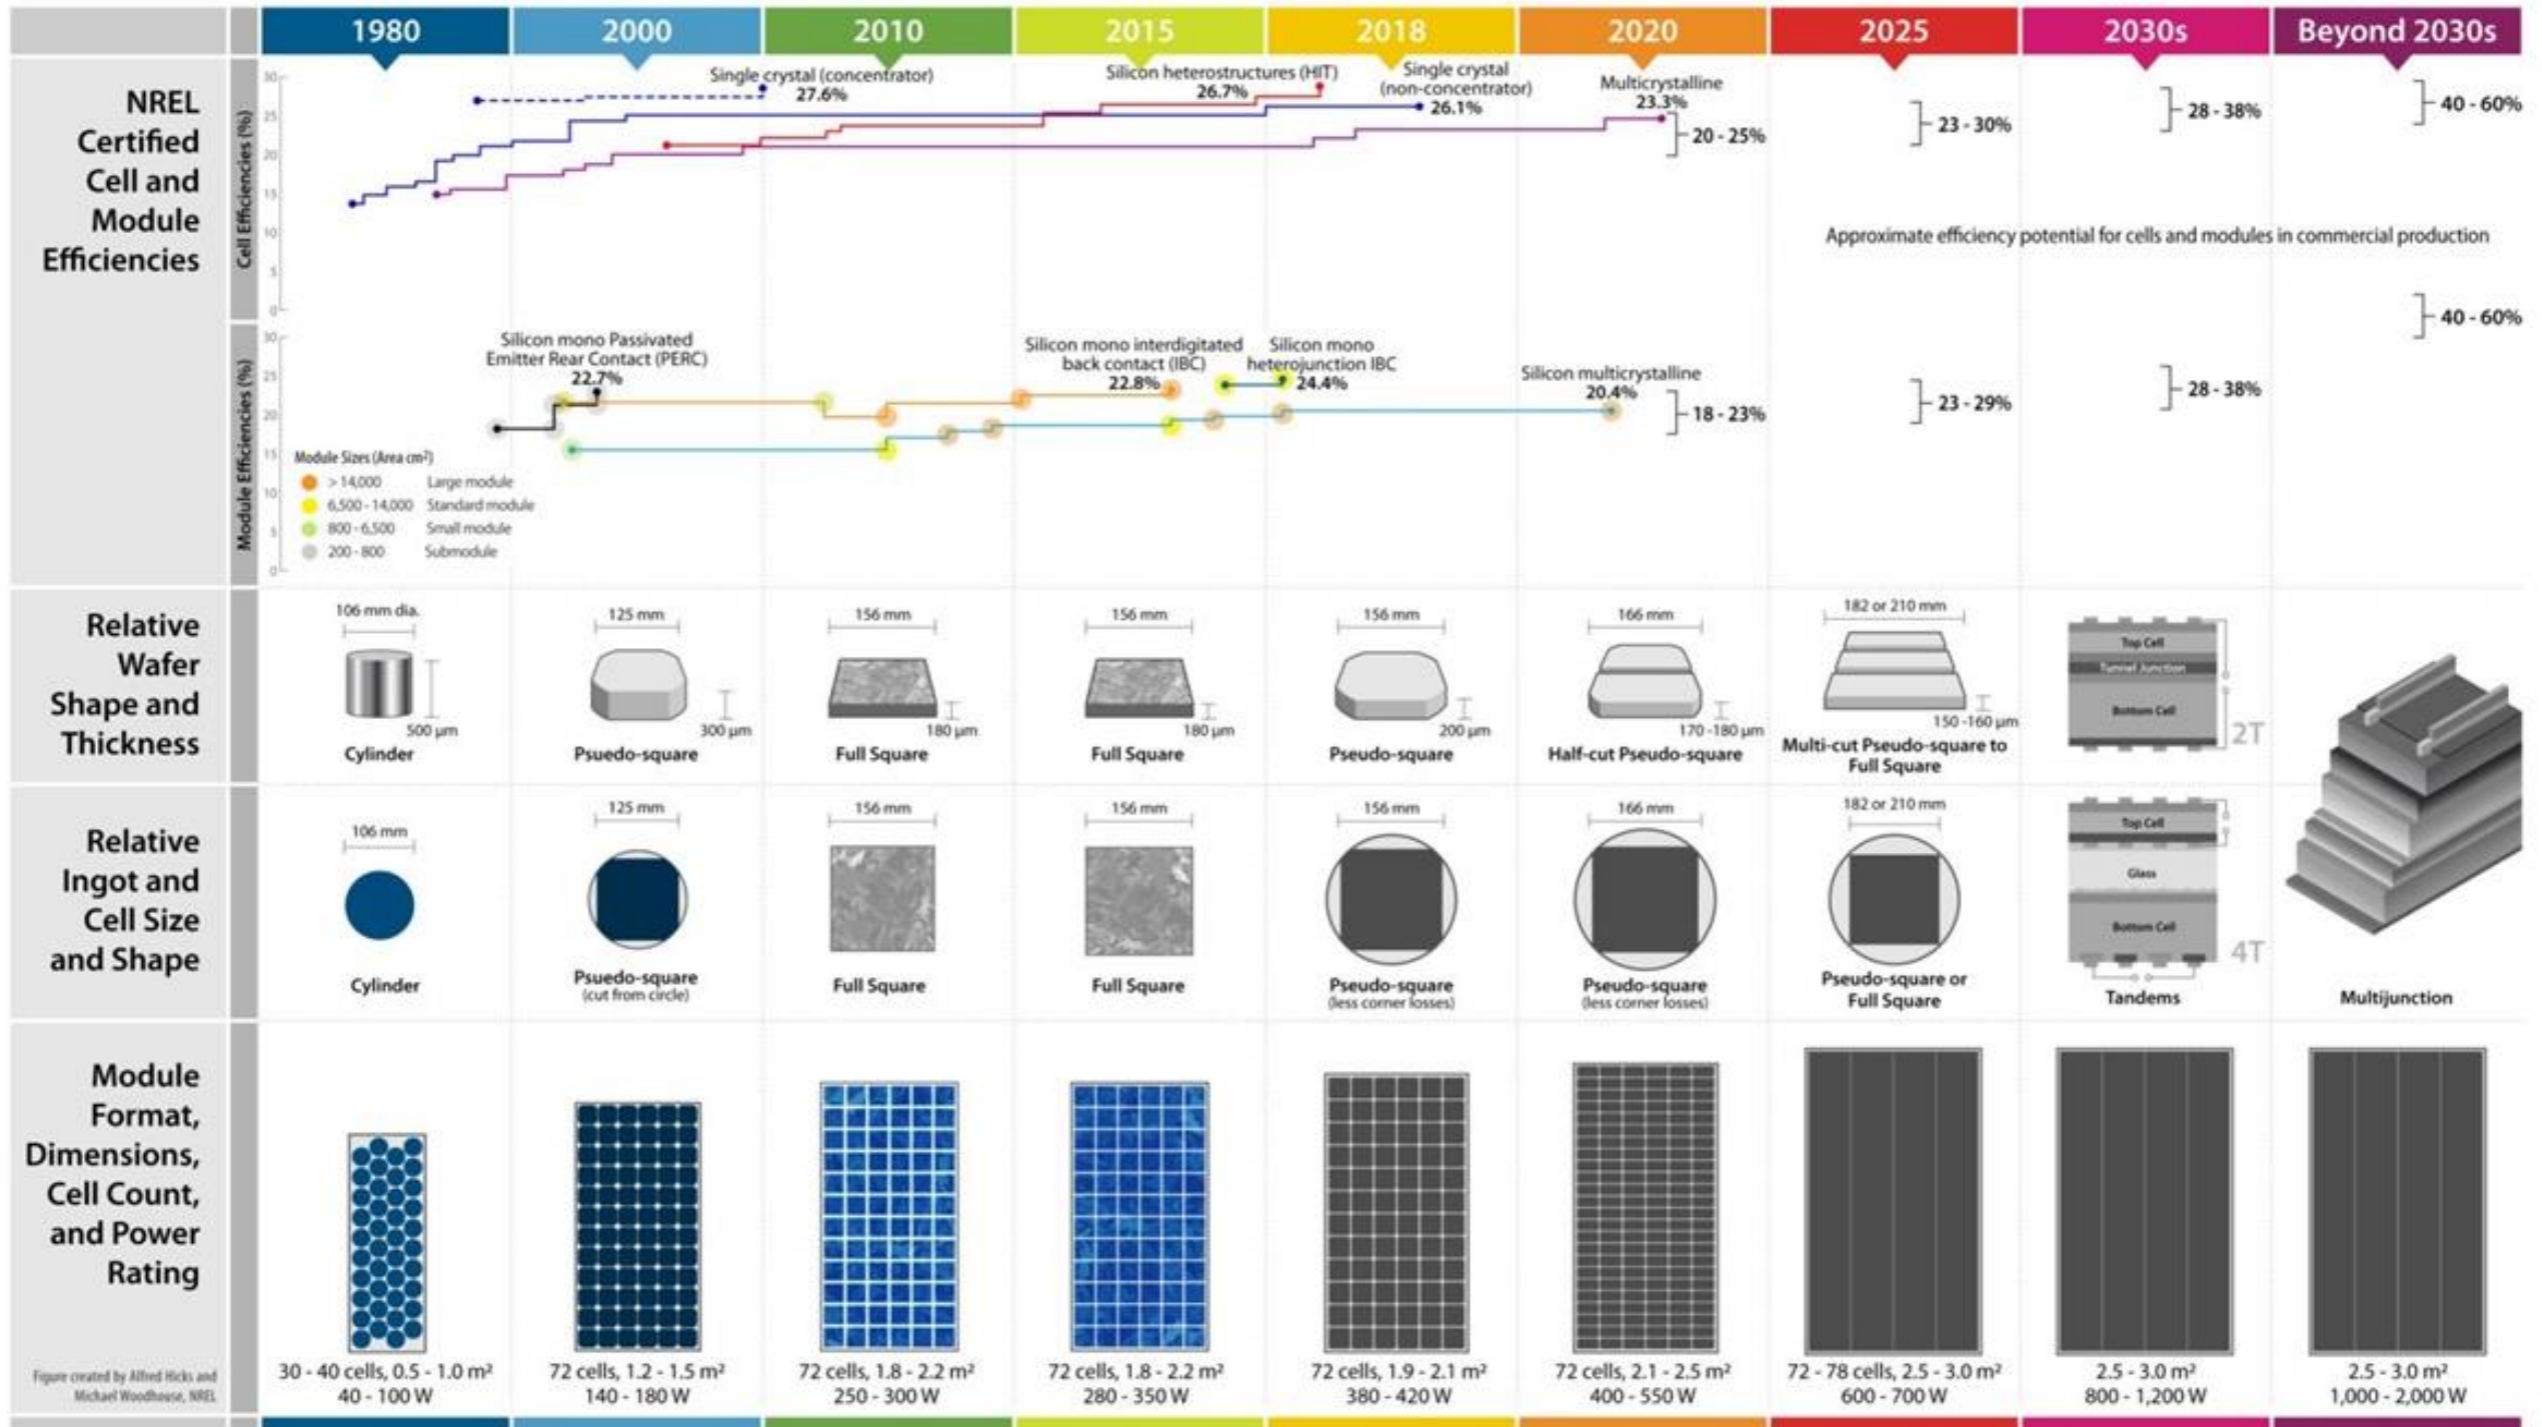 1980
2000
2010
2015
2018
2020
2025
2030s
Beyond 2030s
NREL
Certified
Cell and
Module
Efficiencies
Cell Efficiencies (%)
30
25
20
15
10
5
0
Single crystal (concentrator)
27.6%
Silicon heterostructures (HIT)
26.7%
Single crystal
(non-concentrator)
26.1%
Multicrystalline
23.3%
20 - 25%
23 - 30%
28 - 38%
40 - 60%
Approximate efficiency potential for cells and modules in commercial production
Module Efficiencies (%)
30
25
20
15
10
5
0
Silicon mono Passivated
Emitter Rear Contact (PERC)
22.7%
Silicon mono interdigitated
back contact (IBC)
22.8%
Silicon mono
heterojunction IBC
24.4%
Silicon multicrystalline
20.4%
18 - 23%
23 - 29%
28 - 38%
40 - 60%
Module Sizes (Area cm²)
> 14,000 Large module
6,500 - 14,000 Standard module
800 - 6,500 Small module
200 - 800 Submodule
Relative
Wafer
Shape and
Thickness
106 mm dia.
500 µm
Cylinder
125 mm
300 µm
Psuedo-square
156 mm
180 µm
Full Square
156 mm
180 µm
Full Square
156 mm
200 µm
Pseudo-square
166 mm
170 -180 µm
Half-cut Pseudo-square
182 or 210 mm
150 -160 µm
Multi-cut Pseudo-square to
Full Square
Top Cell
Tunnel Junction
Bottom Cell
2T
Relative
Ingot and
Cell Size
and Shape
106 mm
Cylinder
125 mm
Psuedo-square
(cut from circle)
156 mm
Full Square
156 mm
Full Square
156 mm
Pseudo-square
(less corner losses)
166 mm
Pseudo-square
(less corner losses)
182 or 210 mm
Pseudo-square or
Full Square
Top Cell
Glass
Bottom Cell
4T
Tandems
Multijunction
Module
Format,
Dimensions,
Cell Count,
and Power
Rating
30 - 40 cells, 0.5 - 1.0 m²
40 - 100 W
72 cells, 1.2 - 1.5 m²
140 - 180 W
72 cells, 1.8 - 2.2 m²
250 - 300 W
72 cells, 1.8 - 2.2 m²
280 - 350 W
72 cells, 1.9 - 2.1 m²
380 - 420 W
72 cells, 2.1 - 2.5 m²
400 - 550 W
72 - 78 cells, 2.5 - 3.0 m²
600 - 700 W
2.5 - 3.0 m²
800 - 1,200 W
2.5 - 3.0 m²
1,000 - 2,000 W
Figure created by Alfred Hicks and
Michael Woodhouse, NREL